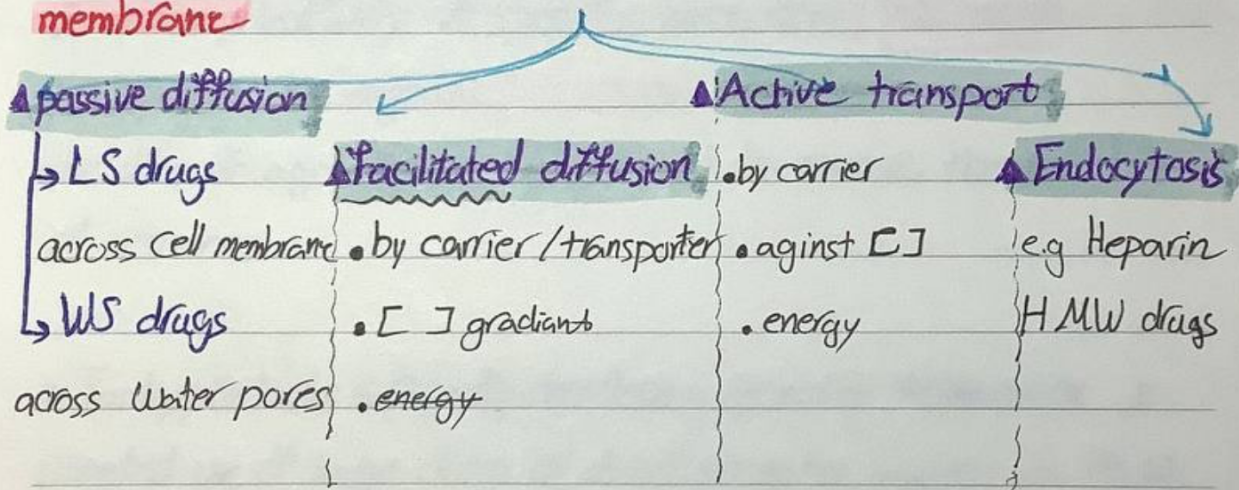 membrane
▲passive diffusion
↳ LS drugs
across cell membrane
↳ WS drugs
across water pores
▲facilitated diffusion
• by carrier/transporter
• [ ] gradiant
• ~~energy~~
▲Active transport
• by carrier
• aginst [ ]
• energy
▲Endocytosis
e.g Heparin
HMW drugs